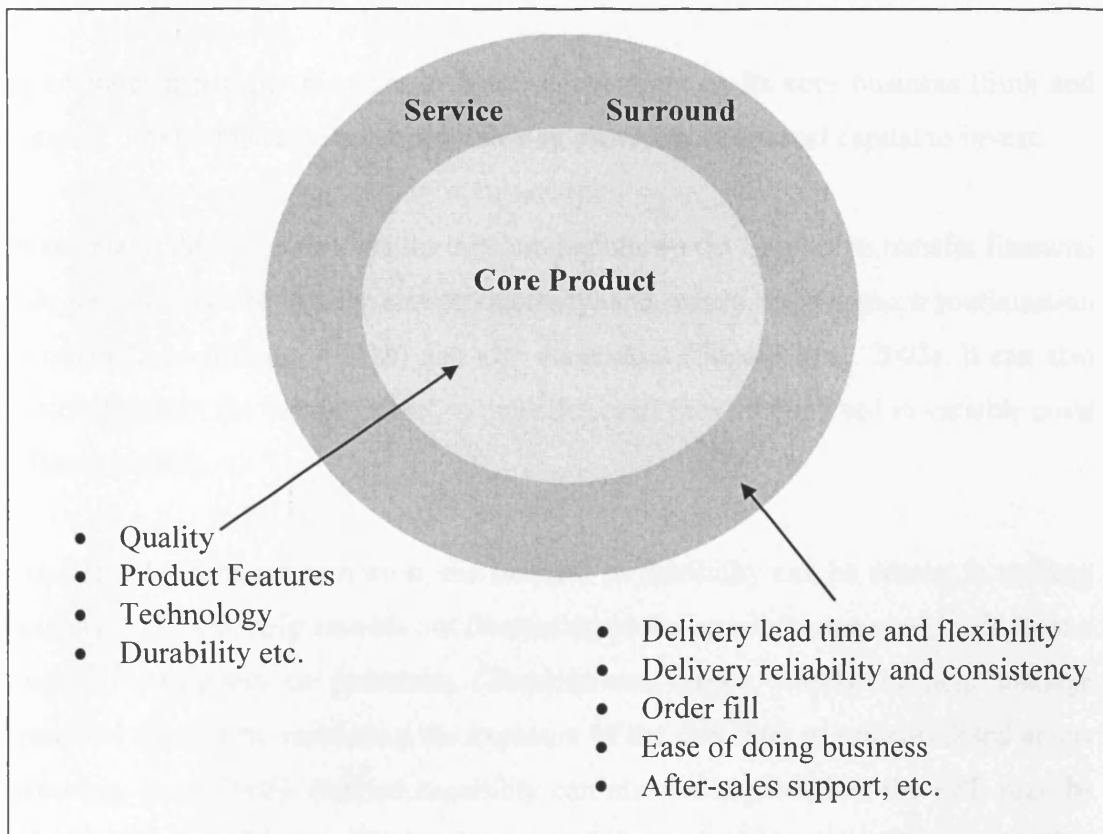 Service Surround
Core Product
• Quality
• Product Features
• Technology
• Durability etc.
• Delivery lead time and flexibility
• Delivery reliability and consistency
• Order fill
• Ease of doing business
• After-sales support, etc.